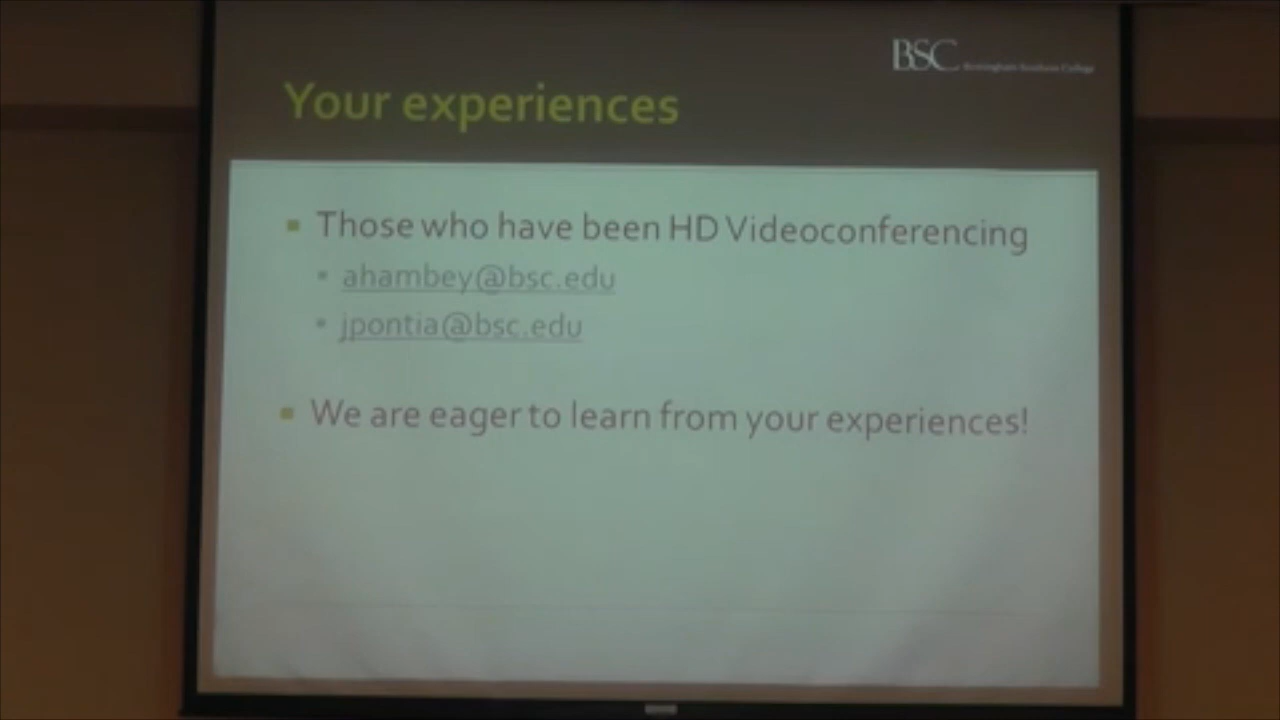 BSC Birmingham-Southern College
Your experiences
Those who have been HD Videoconferencing
ahambey@bsc.edu
jpontia@bsc.edu
We are eager to learn from your experiences!